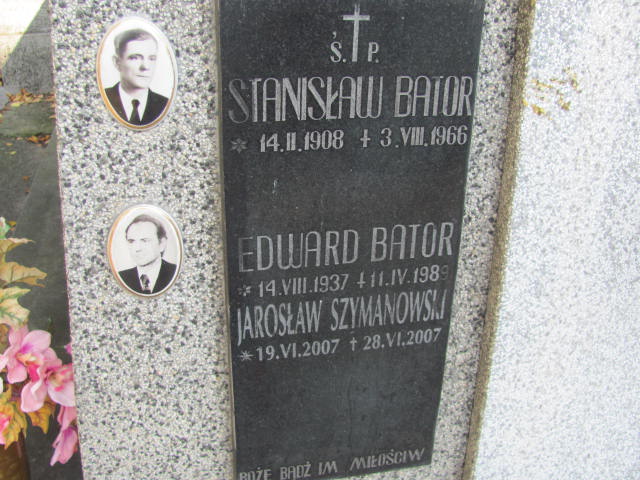 Ś. P.
STANISŁAW BATOR
* 14.II.1908 + 3.VIII.1966
EDWARD BATOR
* 14.VIII.1937 + 11.IV.1989
JAROSŁAW SZYMANOWSKI
* 19.VI.2007 † 28.VI.2007
BOŻE BĄDŹ IM MIŁOŚCIW